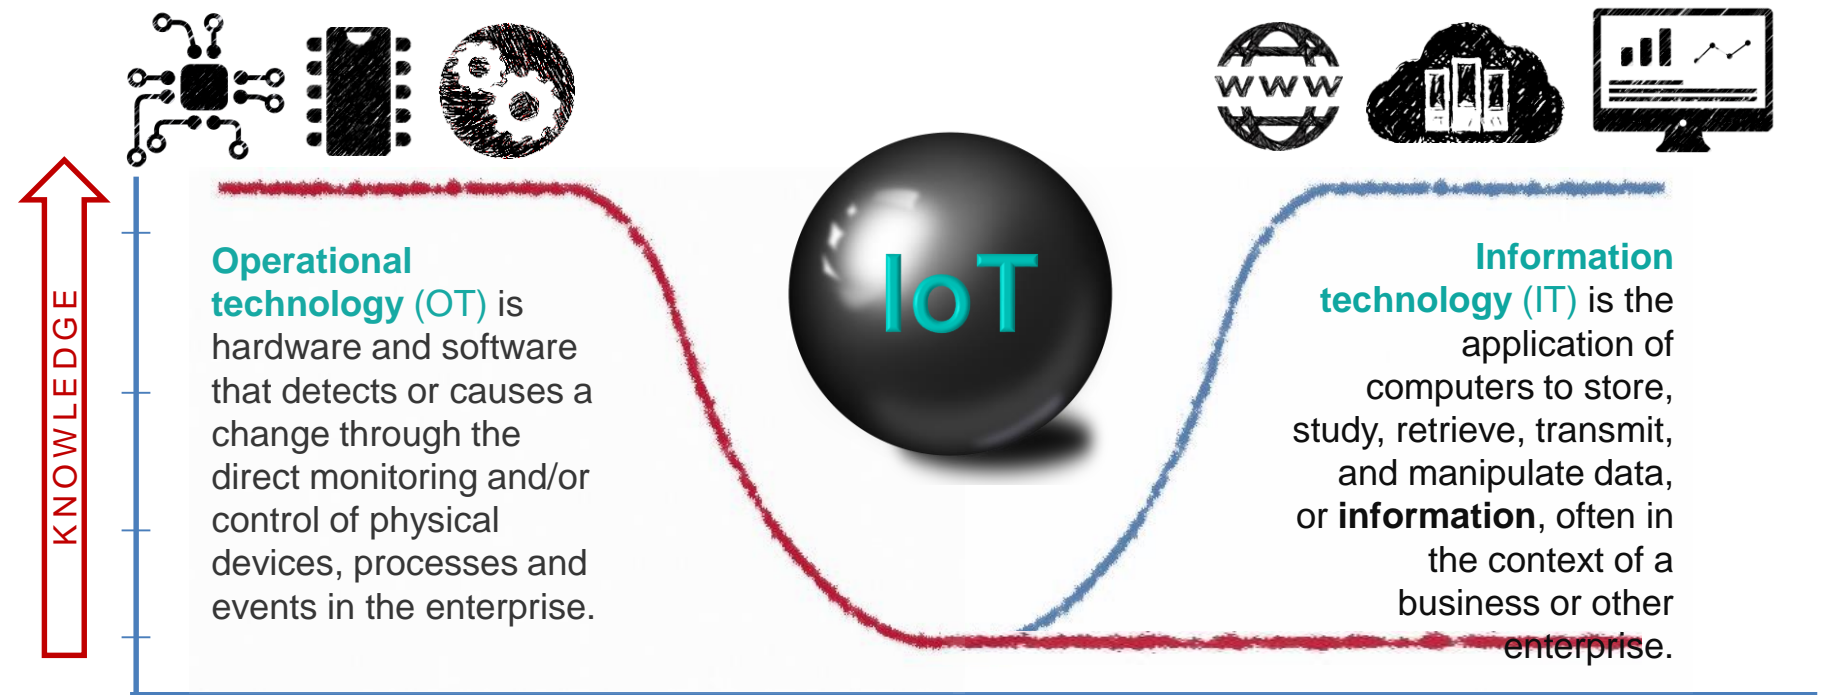 WWW
KNOWLEDGE
Operational
technology (OT) is
hardware and software
that detects or causes a
change through the
direct monitoring and/or
control of physical
devices, processes and
events in the enterprise.
IoT
Information
technology (IT) is the
application of
computers to store,
study, retrieve, transmit,
and manipulate data,
or information, often in
the context of a
business or other
enterprise.